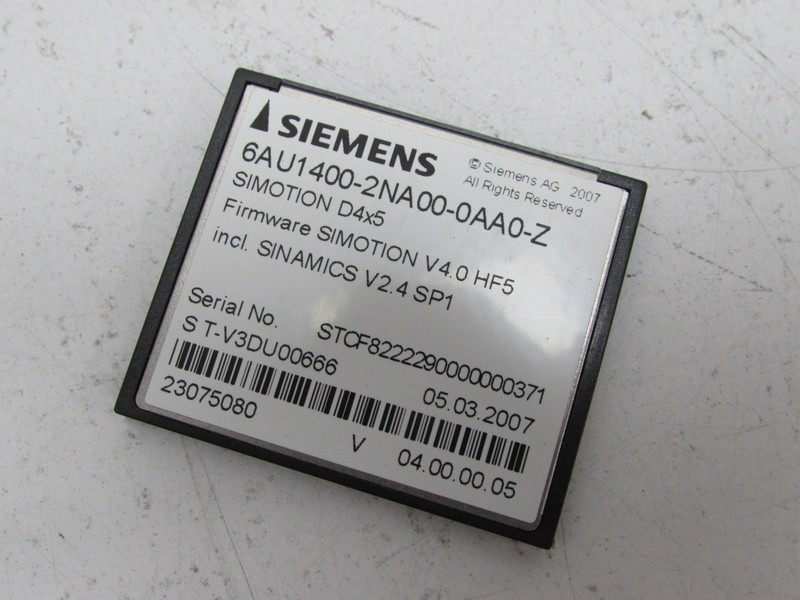 SIEMENS
© Siemens AG 2007
All Rights Reserved
6AU1400-2NA00-0AA0-Z
SIMOTION D4x5
Firmware SIMOTION V4.0 HF5
incl. SINAMICS V2.4 SP1
Serial No. STCF8222290000000371
S T-V3DU00666 05.03.2007
23075080 V 04.00.00.05